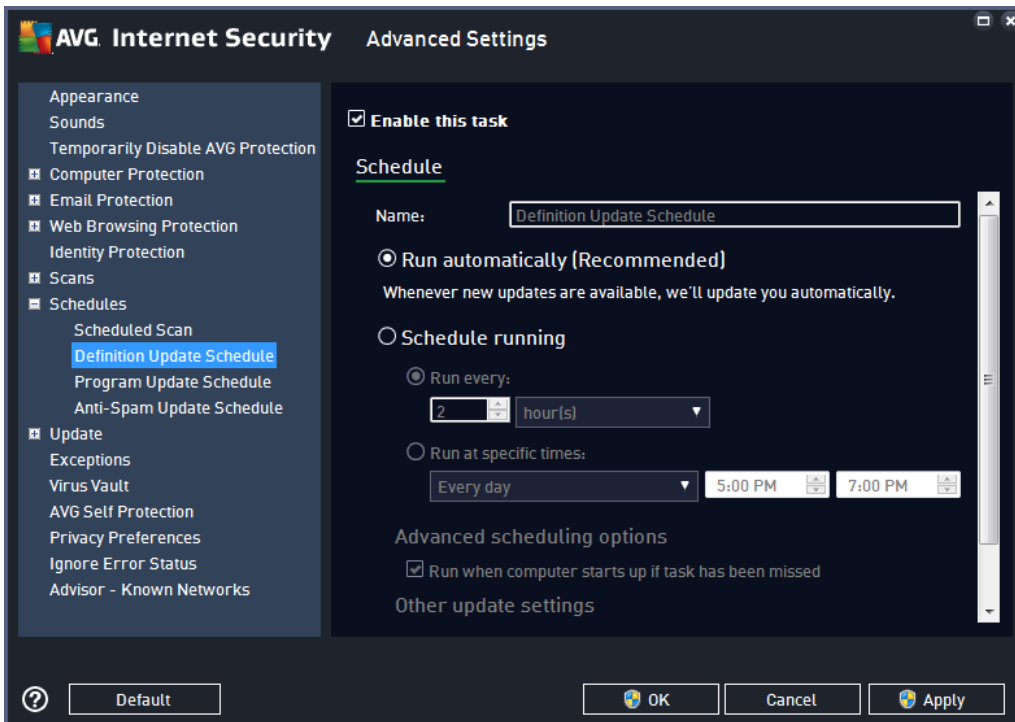 AVG. Internet Security Advanced Settings
Appearance
Sounds
Temporarily Disable AVG Protection
Computer Protection
Email Protection
Web Browsing Protection
Identity Protection
Scans
Schedules
Scheduled Scan
Definition Update Schedule
Program Update Schedule
Anti-Spam Update Schedule
Update
Exceptions
Virus Vault
AVG Self Protection
Privacy Preferences
Ignore Error Status
Advisor - Known Networks
Enable this task
Schedule
Name: Definition Update Schedule
Run automatically (Recommended)
Whenever new updates are available, we'll update you automatically.
Schedule running
Run every:
2 hour(s)
Run at specific times:
Every day 5:00 PM 7:00 PM
Advanced scheduling options
Run when computer starts up if task has been missed
Other update settings
? Default OK Cancel Apply